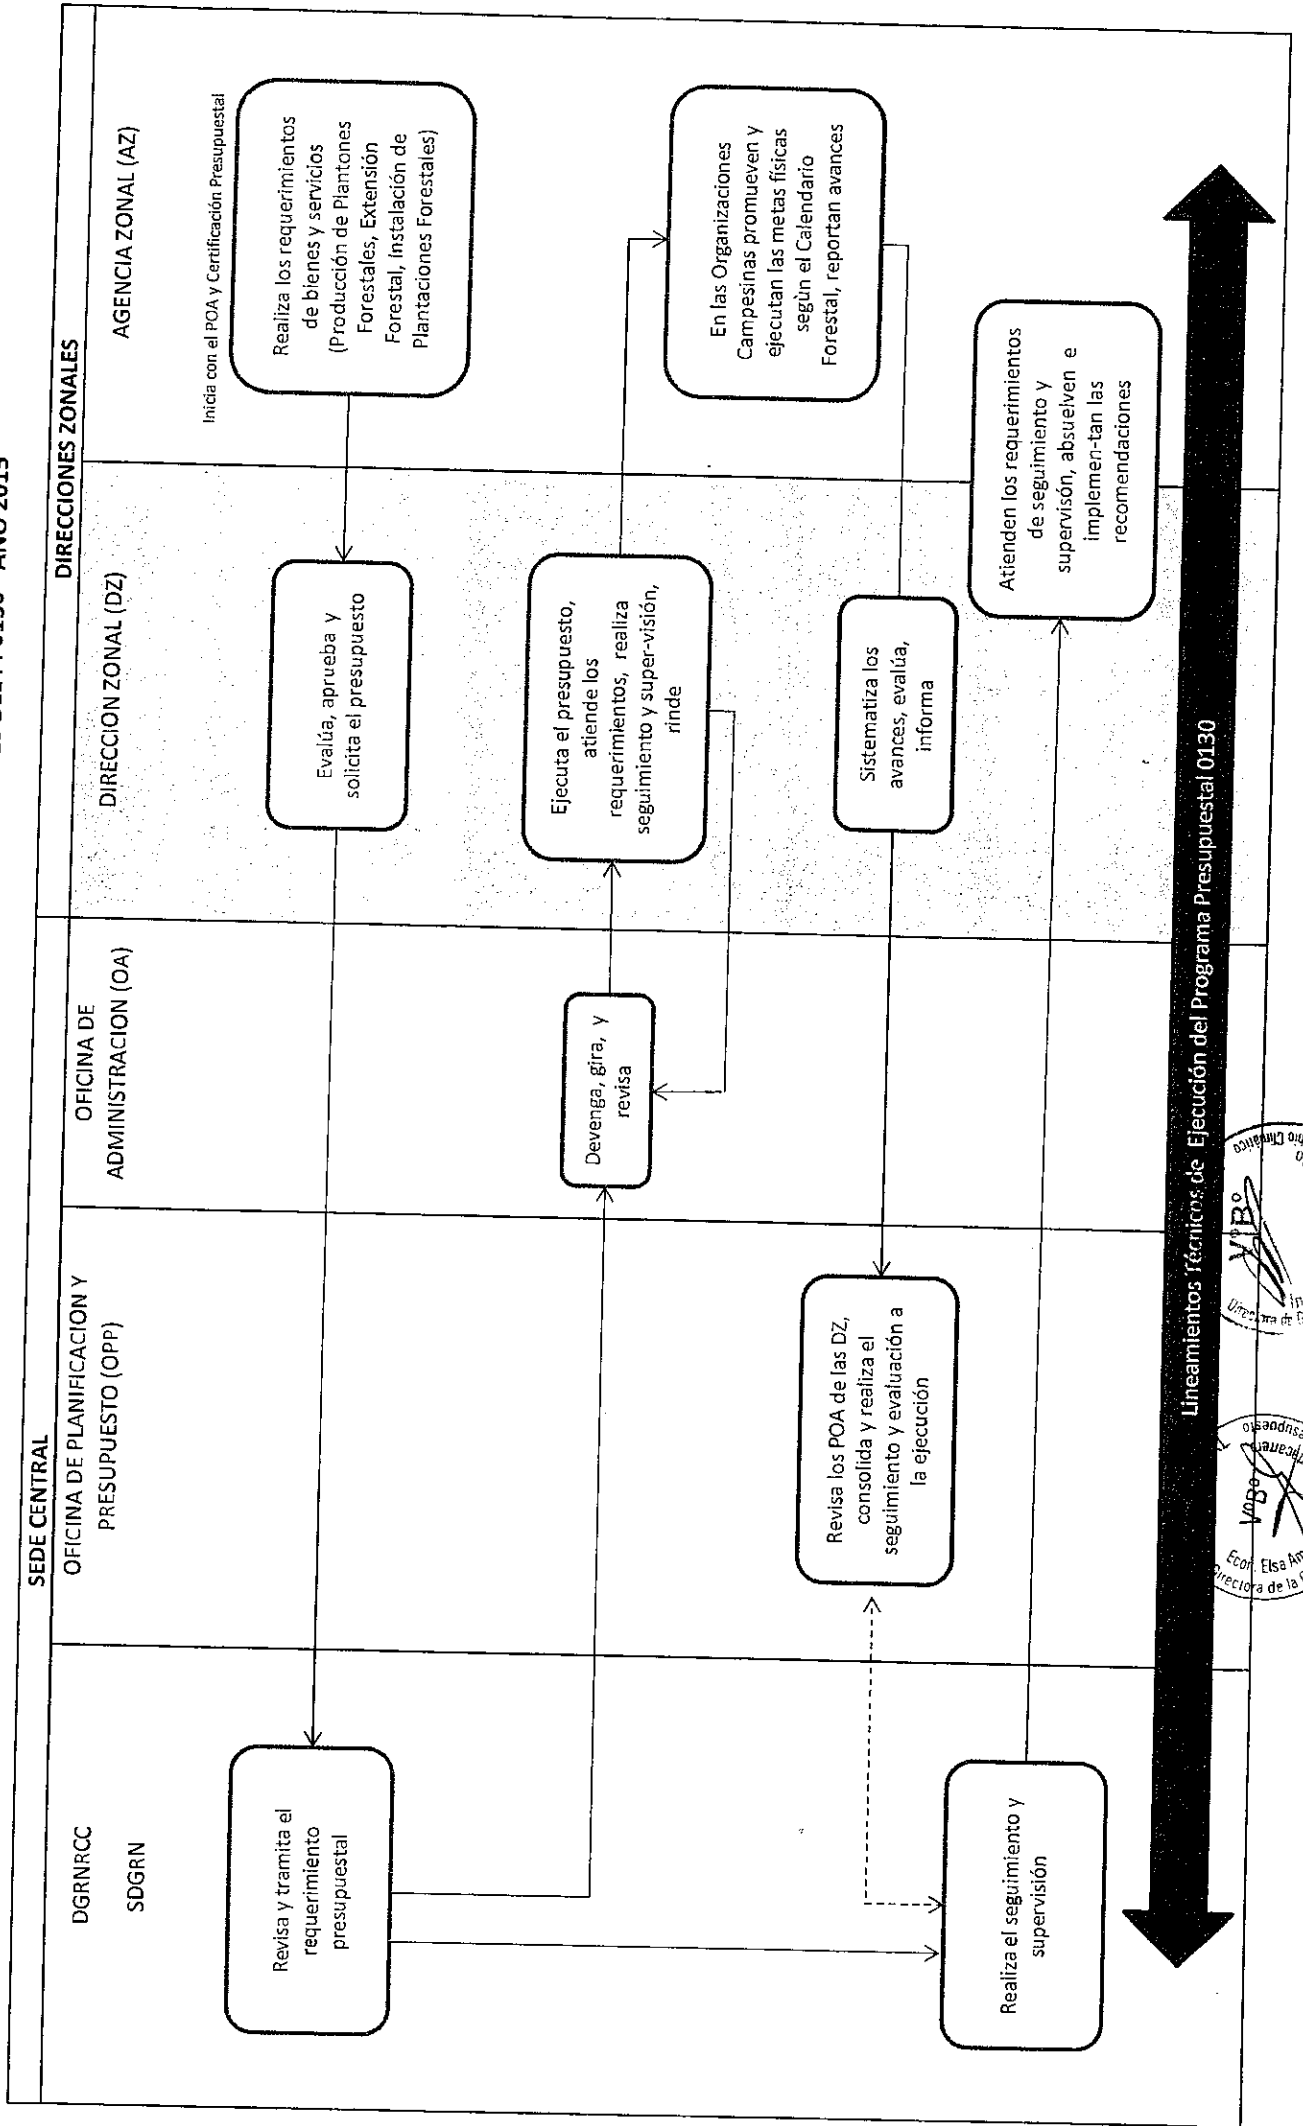 SEDE CENTRAL
DIRECCIONES ZONALES
DGRNRCC
SDGRN
OFICINA DE PLANIFICACION Y
PRESUPUESTO (OPP)
OFICINA DE
ADMINISTRACION (OA)
DIRECCION ZONAL (DZ)
AGENCIA ZONAL (AZ)
Inicia con el POA y Certificación Presupuestal
Realiza los requerimientos
de bienes y servicios
(Producción de Plantones
Forestales, Extensión
Forestal, Instalación de
Plantaciones Forestales)
Evalúa, aprueba y
solicita el presupuesto
Revisa y tramita el
requerimiento
presupuestal
Devenga, gira, y
revisa
Ejecuta el presupuesto,
atiende los
requerimientos, realiza
seguimiento y super-visión,
rinde
En las Organizaciones
Campesinas promueven y
ejecutan las metas físicas
segùn el Calendario
Forestal, reportan avances
Sistematiza los
avances, evalúa,
informa
Revisa los POA de las DZ,
consolida y realiza el
seguimiento y evaluación a
la ejecución
Realiza el seguimiento y
supervisión
Atienden los requerimientos
de seguimiento y
supervisón, absuelven e
implemen-tan las
recomendaciones
Lineamientos Técnicos de Ejecución del Programa Presupuestal 0130
V°B°
Econ. Elsa
V°B°